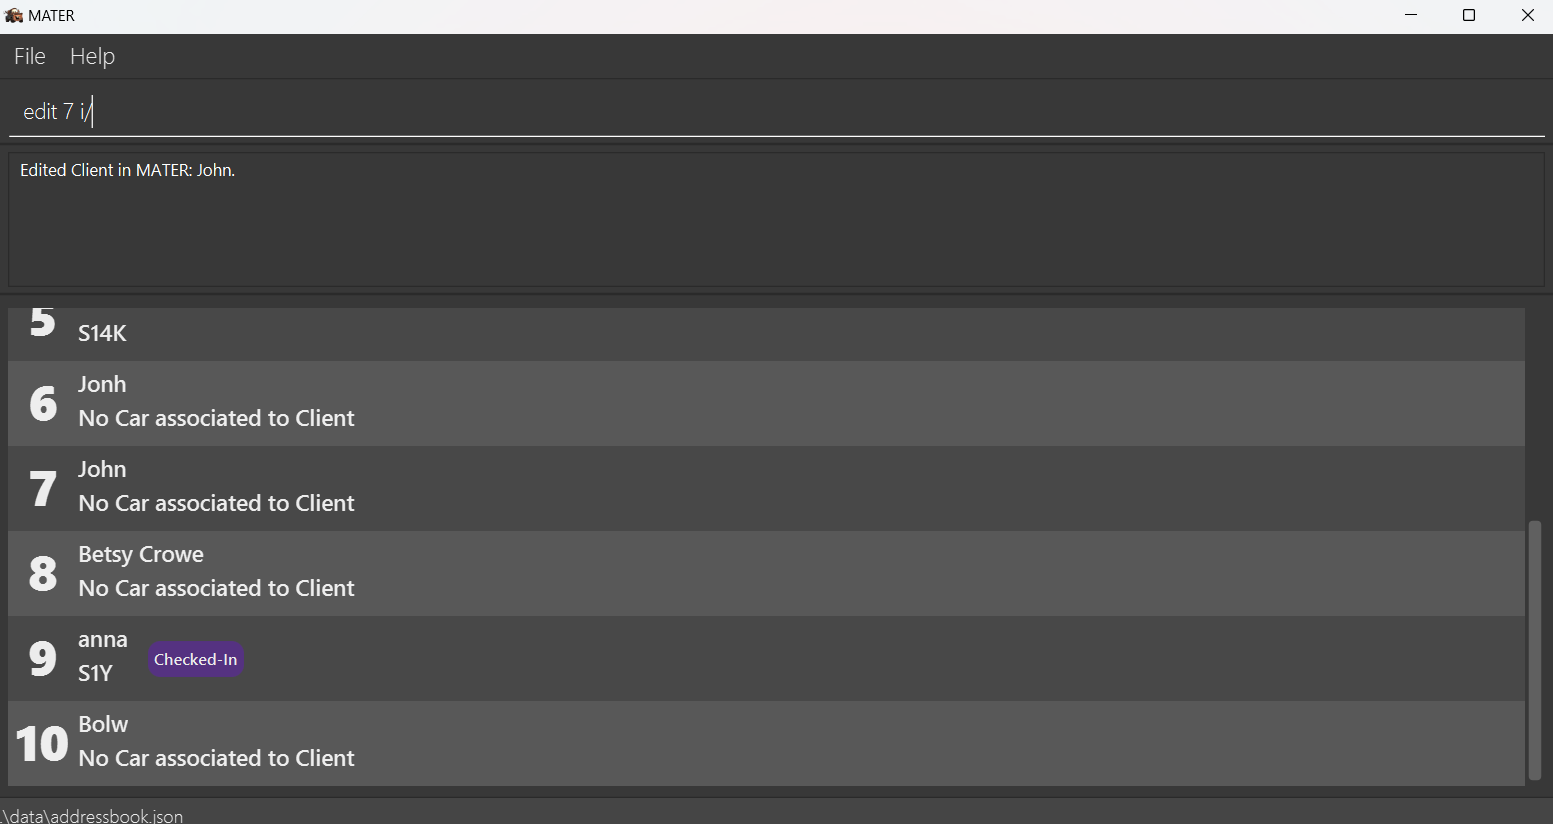 MATER
File Help
edit 7 i/
Edited Client in MATER: John.
5
S14K
6 Jonh
No Car associated to Client
7 John
No Car associated to Client
8 Betsy Crowe
No Car associated to Client
9 anna
S1Y Checked-In
10 Bolw
No Car associated to Client
.\data\addressbook.json